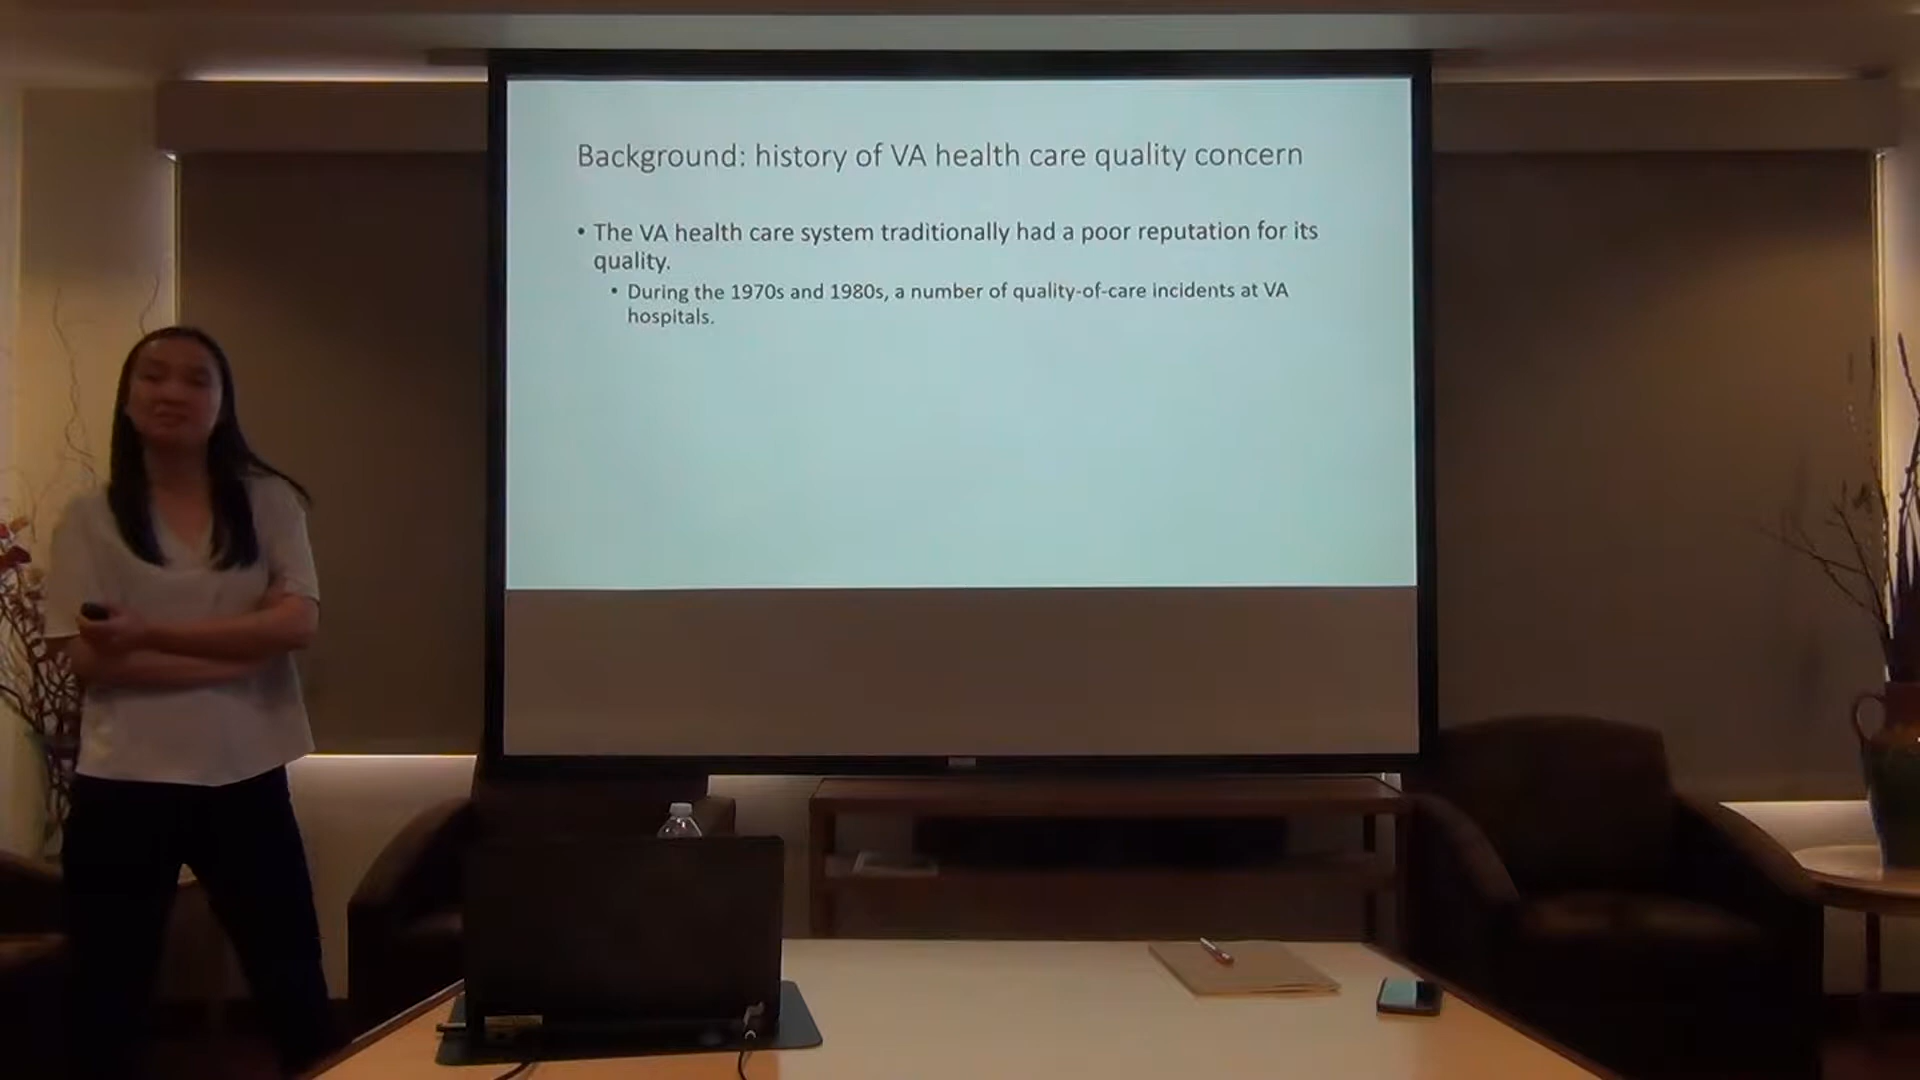 Background: history of VA health care quality concern
• The VA health care system traditionally had a poor reputation for its
quality.
• During the 1970s and 1980s, a number of quality-of-care incidents at VA
hospitals.